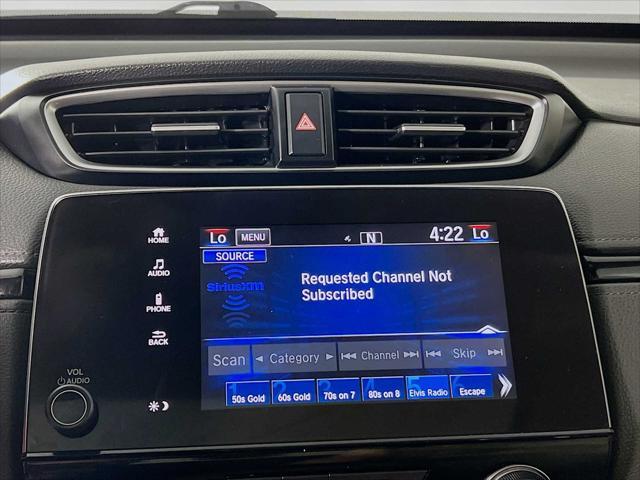 Lo MENU N 4:22 Lo
SOURCE
SiriusXM
Requested Channel Not
Subscribed
Scan Category Channel Skip
1 2 3 4 5 6
50s Gold 60s Gold 70s on 7 80s on 8 Elvis Radio Escape
HOME
AUDIO
PHONE
BACK
VOL
AUDIO